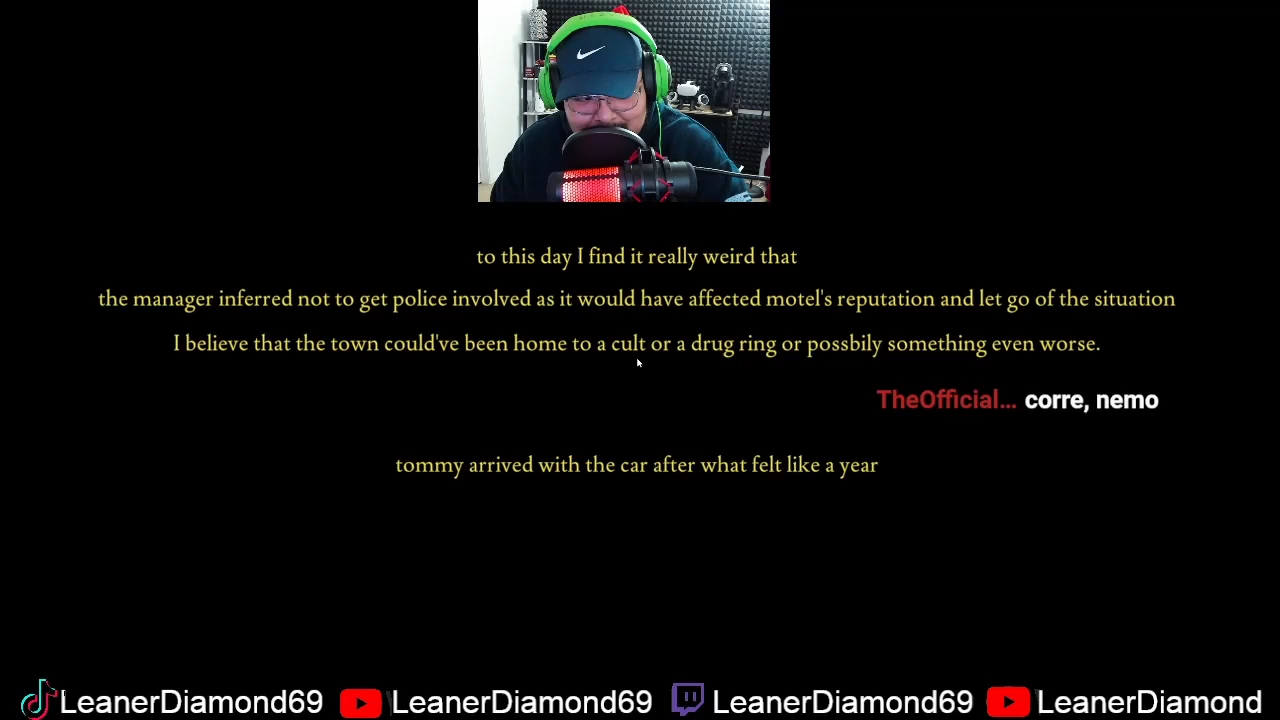 to this day I find it really weird that
the manager inferred not to get police involved as it would have affected motel's reputation and let go of the situation
I believe that the town could've been home to a cult or a drug ring or possbily something even worse.
TheOfficial... corre, nemo
tommy arrived with the car after what felt like a year
LeanerDiamond69 LeanerDiamond69 LeanerDiamond69 LeanerDiamond